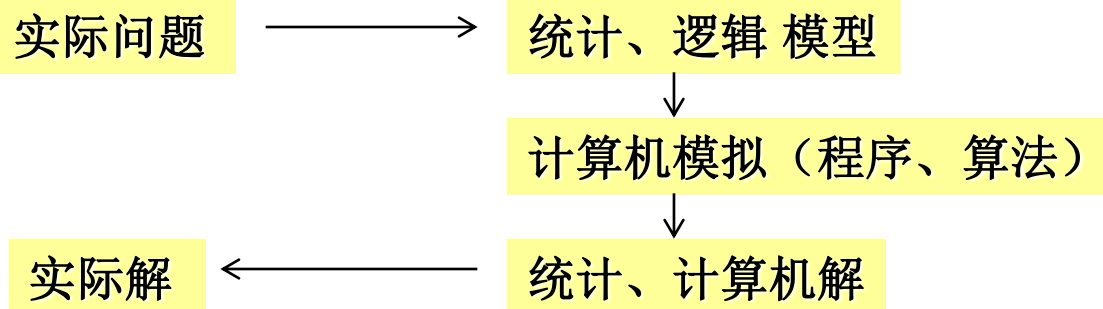 实际问题
统计、逻辑 模型
计算机模拟（程序、算法）
实际解
统计、计算机解